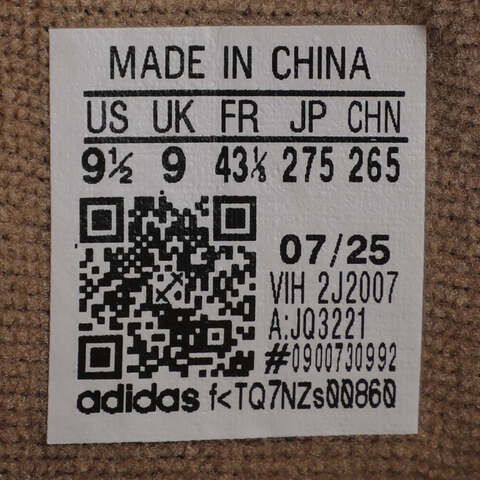 MADE IN CHINA
US UK FR JP CHN
9½ 9 43⅓ 275 265
07/25
VIH 2J2007
A:JQ3221
#0900730992
adidas f<TQ7NZs00860